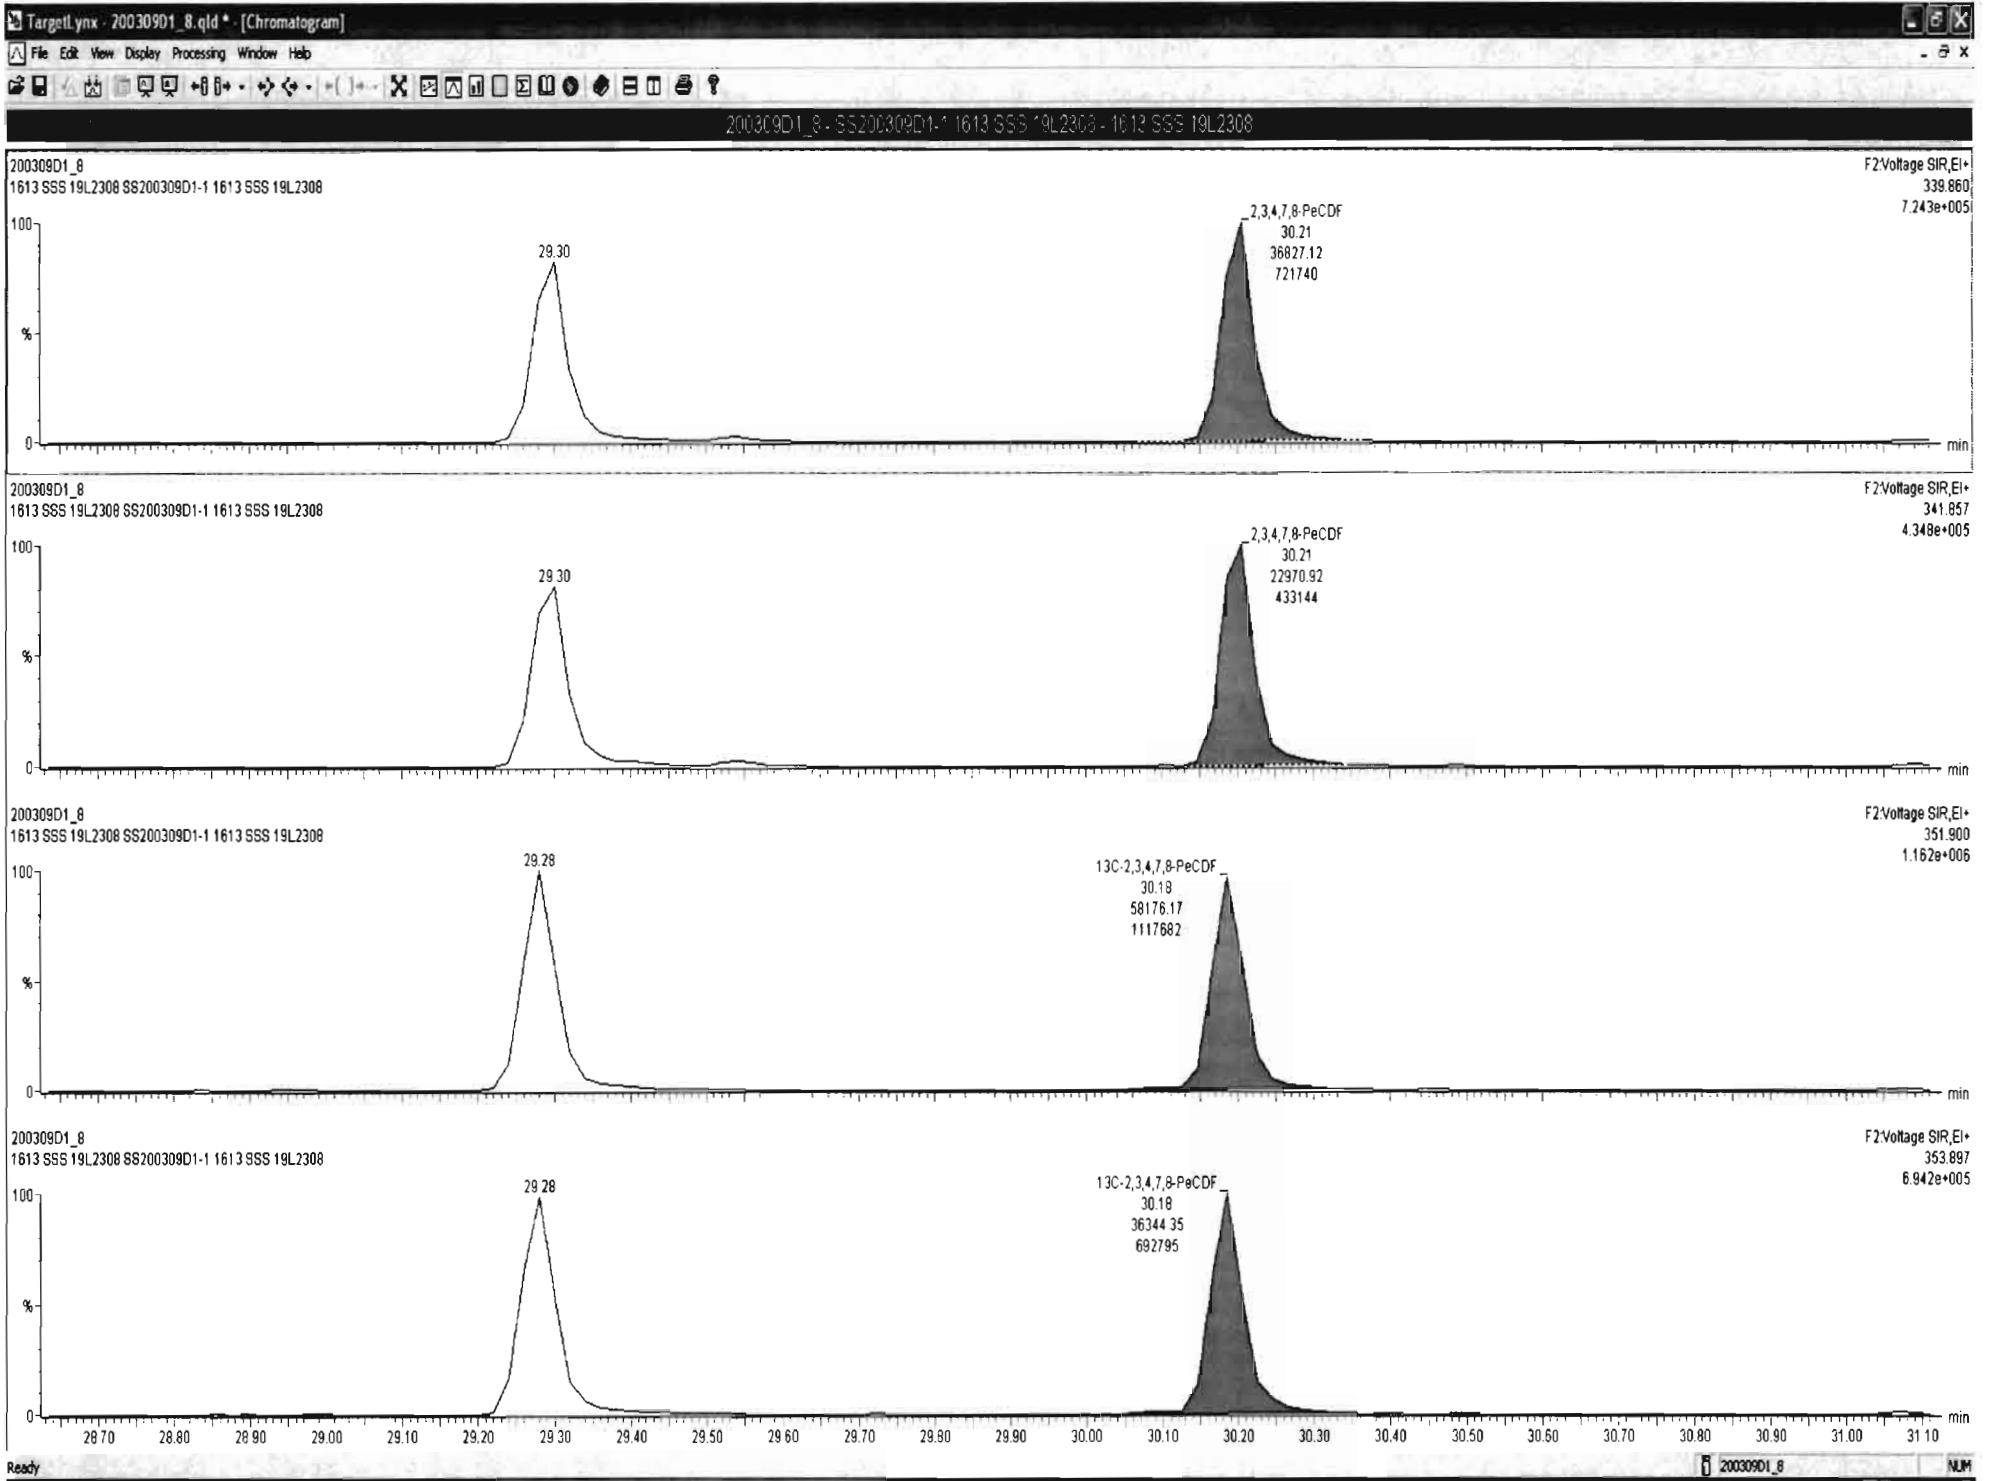 TargetLynx - 200309D1_8.qld * - [Chromatogram]
File Edit View Display Processing Window Help
200309D1_8 - SS200309D1-1 1613 SSS 19L2308 - 1613 SSS 19L2308
200309D1_8
1613 SSS 19L2308 SS200309D1-1 1613 SSS 19L2308
F2:Voltage SIR,EI+
339.860
7.243e+005
100
%
0
29.30
2,3,4,7,8-PeCDF
30.21
36827.12
721740
min
200309D1_8
1613 SSS 19L2308 SS200309D1-1 1613 SSS 19L2308
F2:Voltage SIR,EI+
341.857
4.348e+005
100
%
0
29.30
2,3,4,7,8-PeCDF
30.21
22970.92
433144
min
200309D1_8
1613 SSS 19L2308 SS200309D1-1 1613 SSS 19L2308
F2:Voltage SIR,EI+
351.900
1.162e+006
100
%
0
29.28
13C-2,3,4,7,8-PeCDF
30.18
58176.17
1117682
min
200309D1_8
1613 SSS 19L2308 SS200309D1-1 1613 SSS 19L2308
F2:Voltage SIR,EI+
353.897
6.942e+005
100
%
0
29.28
13C-2,3,4,7,8-PeCDF
30.18
36344.35
692795
min
28.70 28.80 28.90 29.00 29.10 29.20 29.30 29.40 29.50 29.60 29.70 29.80 29.90 30.00 30.10 30.20 30.30 30.40 30.50 30.60 30.70 30.80 30.90 31.00 31.10
Ready
200309D1_8
NUM